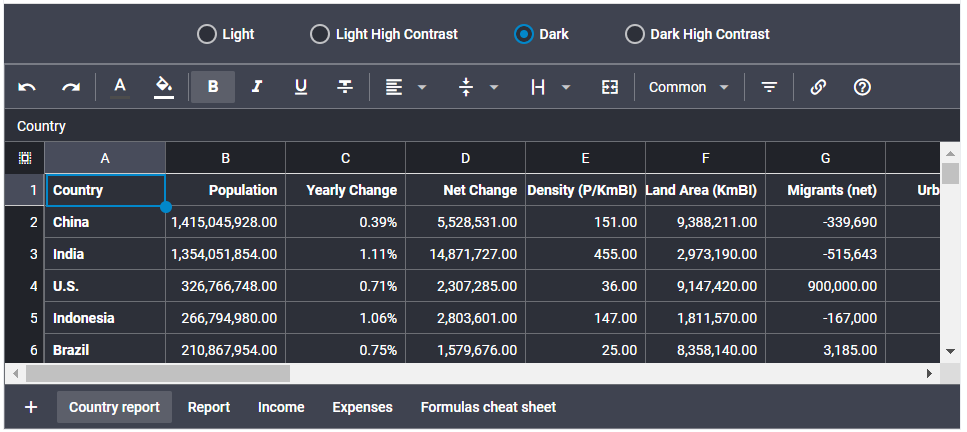 Light Light High Contrast Dark Dark High Contrast
A B I U T Common
Country
A B C D E F G
1 Country Population Yearly Change Net Change Density (P/KmBI) Land Area (KmBI) Migrants (net) Urb
2 China 1,415,045,928.00 0.39% 5,528,531.00 151.00 9,388,211.00 -339,690
3 India 1,354,051,854.00 1.11% 14,871,727.00 455.00 2,973,190.00 -515,643
4 U.S. 326,766,748.00 0.71% 2,307,285.00 36.00 9,147,420.00 900,000.00
5 Indonesia 266,794,980.00 1.06% 2,803,601.00 147.00 1,811,570.00 -167,000
6 Brazil 210,867,954.00 0.75% 1,579,676.00 25.00 8,358,140.00 3,185.00
+ Country report Report Income Expenses Formulas cheat sheet